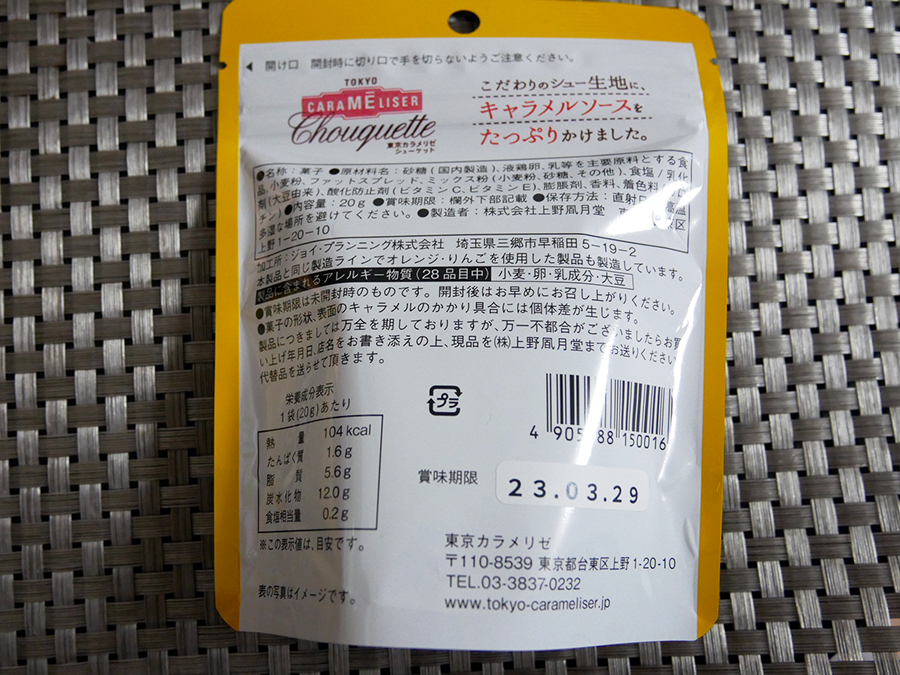 ◀ 開け口 開封時に切り口で手を切らないようご注意ください。
TOKYO
CARAMÉLISER
Chouquette
東京カラメリゼ
シューケット
こだわりのシュー生地に、
キャラメルソースを
たっぷりかけました。
●名称:菓子 ●原材料名:砂糖(国内製造)、液鶏卵、乳等を主要原料とする食
品、小麦粉、ファットスプレッド、ミックス粉(小麦粉、砂糖、その他)、食塩/乳化
剤(大豆由来)、酸化防止剤(ビタミンC、ビタミンE)、膨脹剤、香料、着色料
チン) ●内容量:20g ●賞味期限:欄外下部記載 ●保存方法:直射 高温
多湿な場所を避けてください。 ●製造者:株式会社上野凮月堂 東 東区
上野1-20-10
加工所:ジョイ・プランニング株式会社 埼玉県三郷市早稲田5-19-2
本製品と同じ製造ラインでオレンジ・りんごを使用した製品も製造しています。
製品に含まれるアレルギー物質(28品目中) 小麦・卵・乳成分・大豆
●賞味期限は未開封時のものです。開封後はお早めにお召し上がりください。
●菓子の形状、表面のキャラメルのかかり具合には個体差が生じます。
製品につきましては万全を期しておりますが、万一不都合がございましたらお買
い上げ年月日、店名をお書き添えの上、現品を(株)上野凮月堂までお送りください。
代替品を送らせて頂きます。
栄養成分表示
1袋(20g)あたり
熱量 104kcal
たんぱく質 1.6g
脂質 5.6g
炭水化物 12.0g
食塩相当量 0.2g
※この表示値は、目安です。
表の写真はイメージです。
プラ
4 905 88 150016
賞味期限
23.03.29
東京カラメリゼ
〒110-8539 東京都台東区上野1-20-10
TEL.03-3837-0232
www.tokyo-carameliser.jp